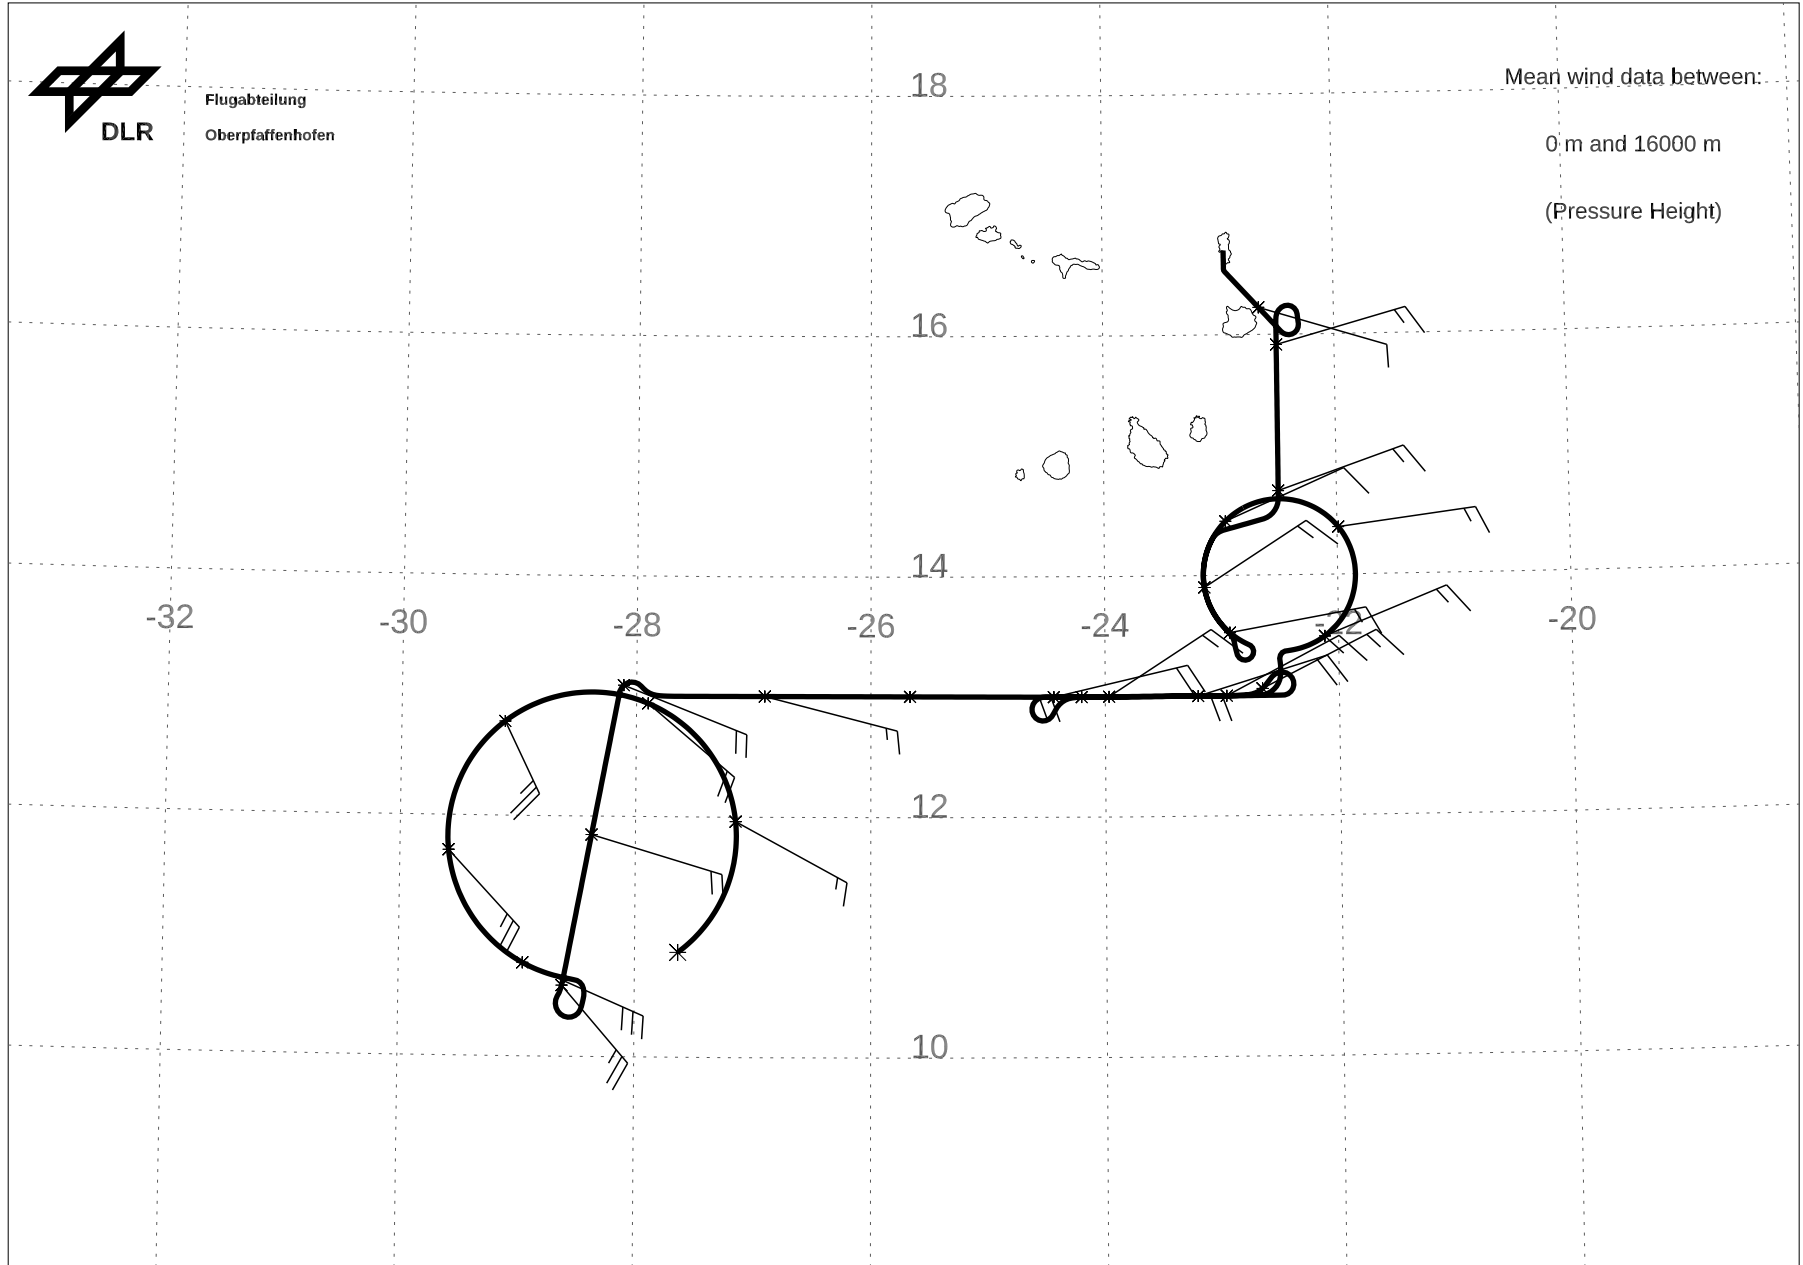 Mean wind data between:
18
Flugabteilung
DLR
Oberpfaffenhofen
0 m and 16000 m
(Pressure Height)
16
14
-32
-30
-28
-26
-24
-22
-20
12
10